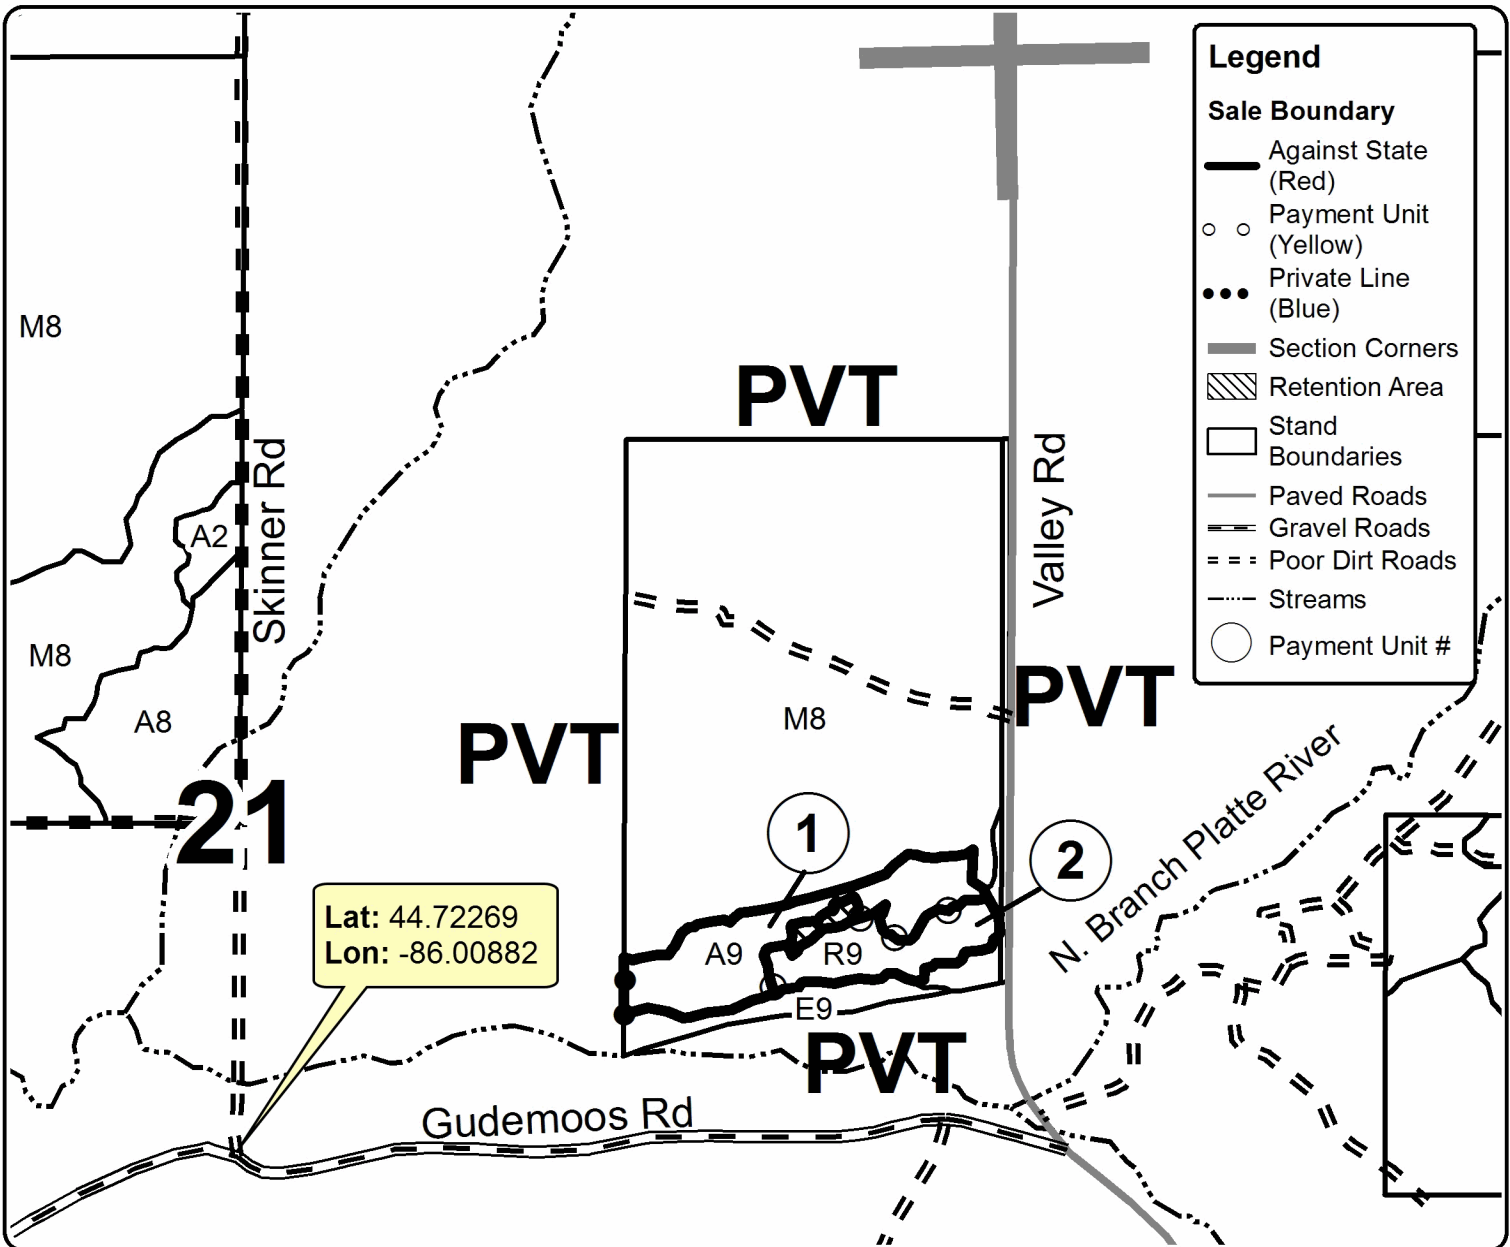 Legend
Sale Boundary
Against State
(Red)
Payment Unit
(Yellow)
Private Line
(Blue)
Section Corners
Retention Area
Stand
Boundaries
Paved Roads
Gravel Roads
Poor Dirt Roads
Streams
Payment Unit #
M8
PVT
Skinner Rd
Valley Rd
A2
M8
PVT
A8
M8
PVT
N. Branch Platte River
21
1
2
Lat: 44.72269
Lon: -86.00882
A9
R9
E9
PVT
Gudemoos Rd